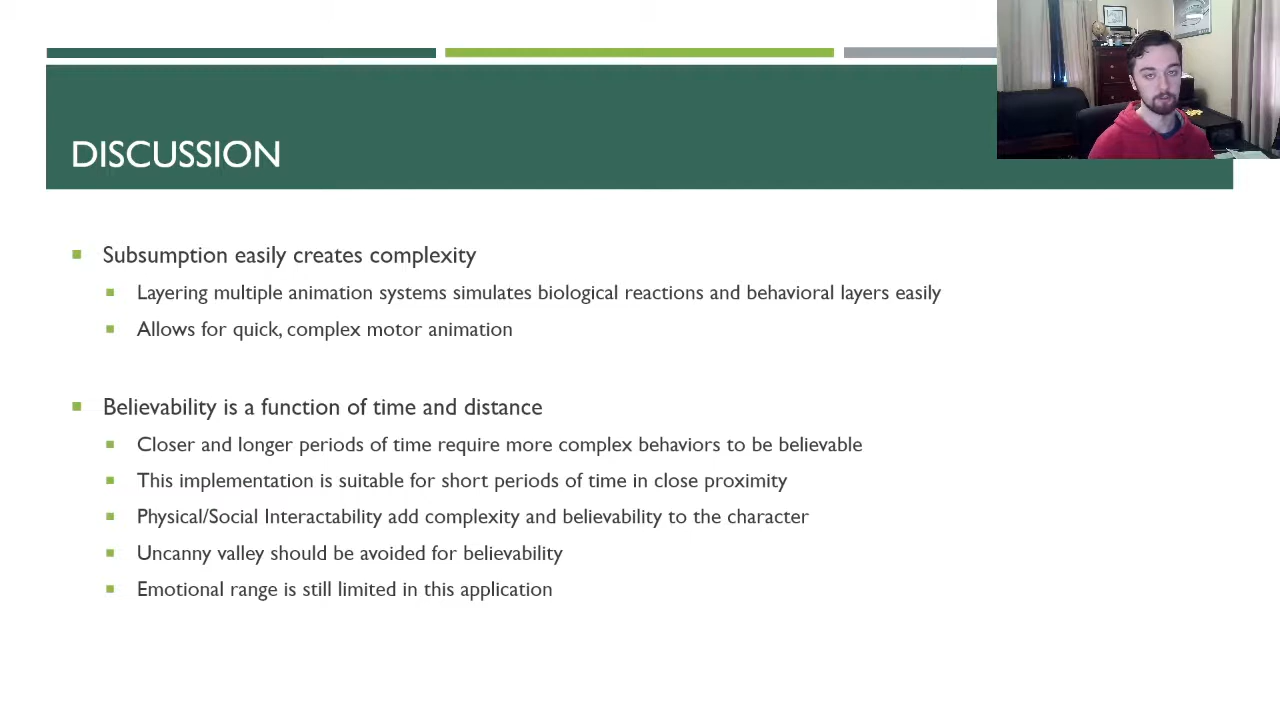 DISCUSSION
Subsumption easily creates complexity
Layering multiple animation systems simulates biological reactions and behavioral layers easily
Allows for quick, complex motor animation
Believability is a function of time and distance
Closer and longer periods of time require more complex behaviors to be believable
This implementation is suitable for short periods of time in close proximity
Physical/Social Interactability add complexity and believability to the character
Uncanny valley should be avoided for believability
Emotional range is still limited in this application